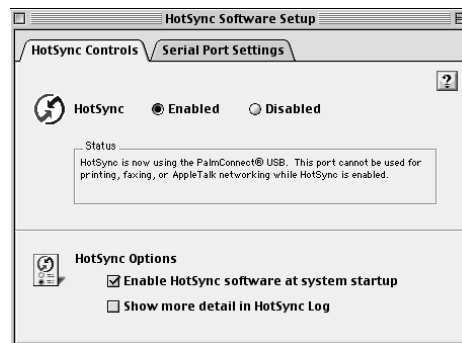 HotSync Software Setup
HotSync Controls
Serial Port Settings
?
HotSync Enabled Disabled
Status
HotSync is now using the PalmConnect® USB. This port cannot be used for
printing, faxing, or AppleTalk networking while HotSync is enabled.
HotSync Options
Enable HotSync software at system startup
Show more detail in HotSync Log